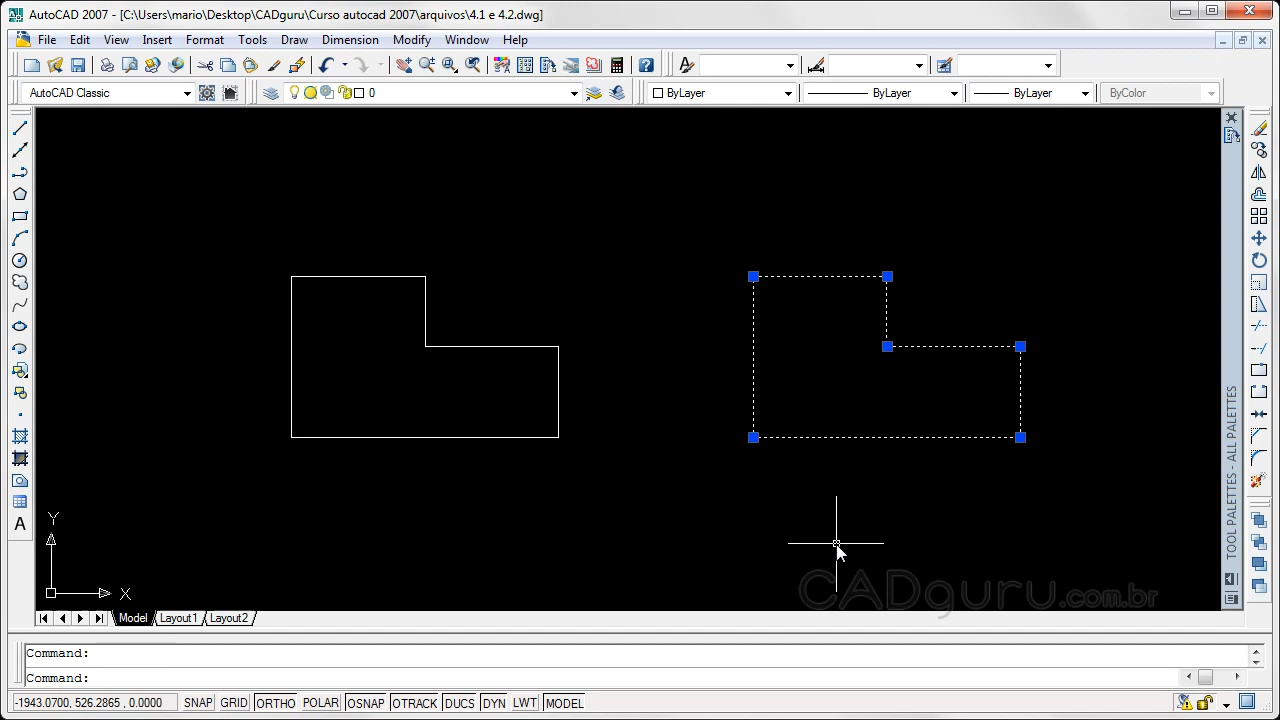 AutoCAD 2007 - [C:\Users\mario\Desktop\CADguru\Curso autocad 2007\arquivos\4.1 e 4.2.dwg]
File Edit View Insert Format Tools Draw Dimension Modify Window Help
AutoCAD Classic 0 ByLayer ByLayer ByLayer ByColor
TOOL PALETTES - ALL PALETTES
A
Y
X
CADguru.com.br
Model Layout1 Layout2
Command:
Command:
-1943.0700, 526.2865 , 0.0000 SNAP GRID ORTHO POLAR OSNAP OTRACK DUCS DYN LWT MODEL